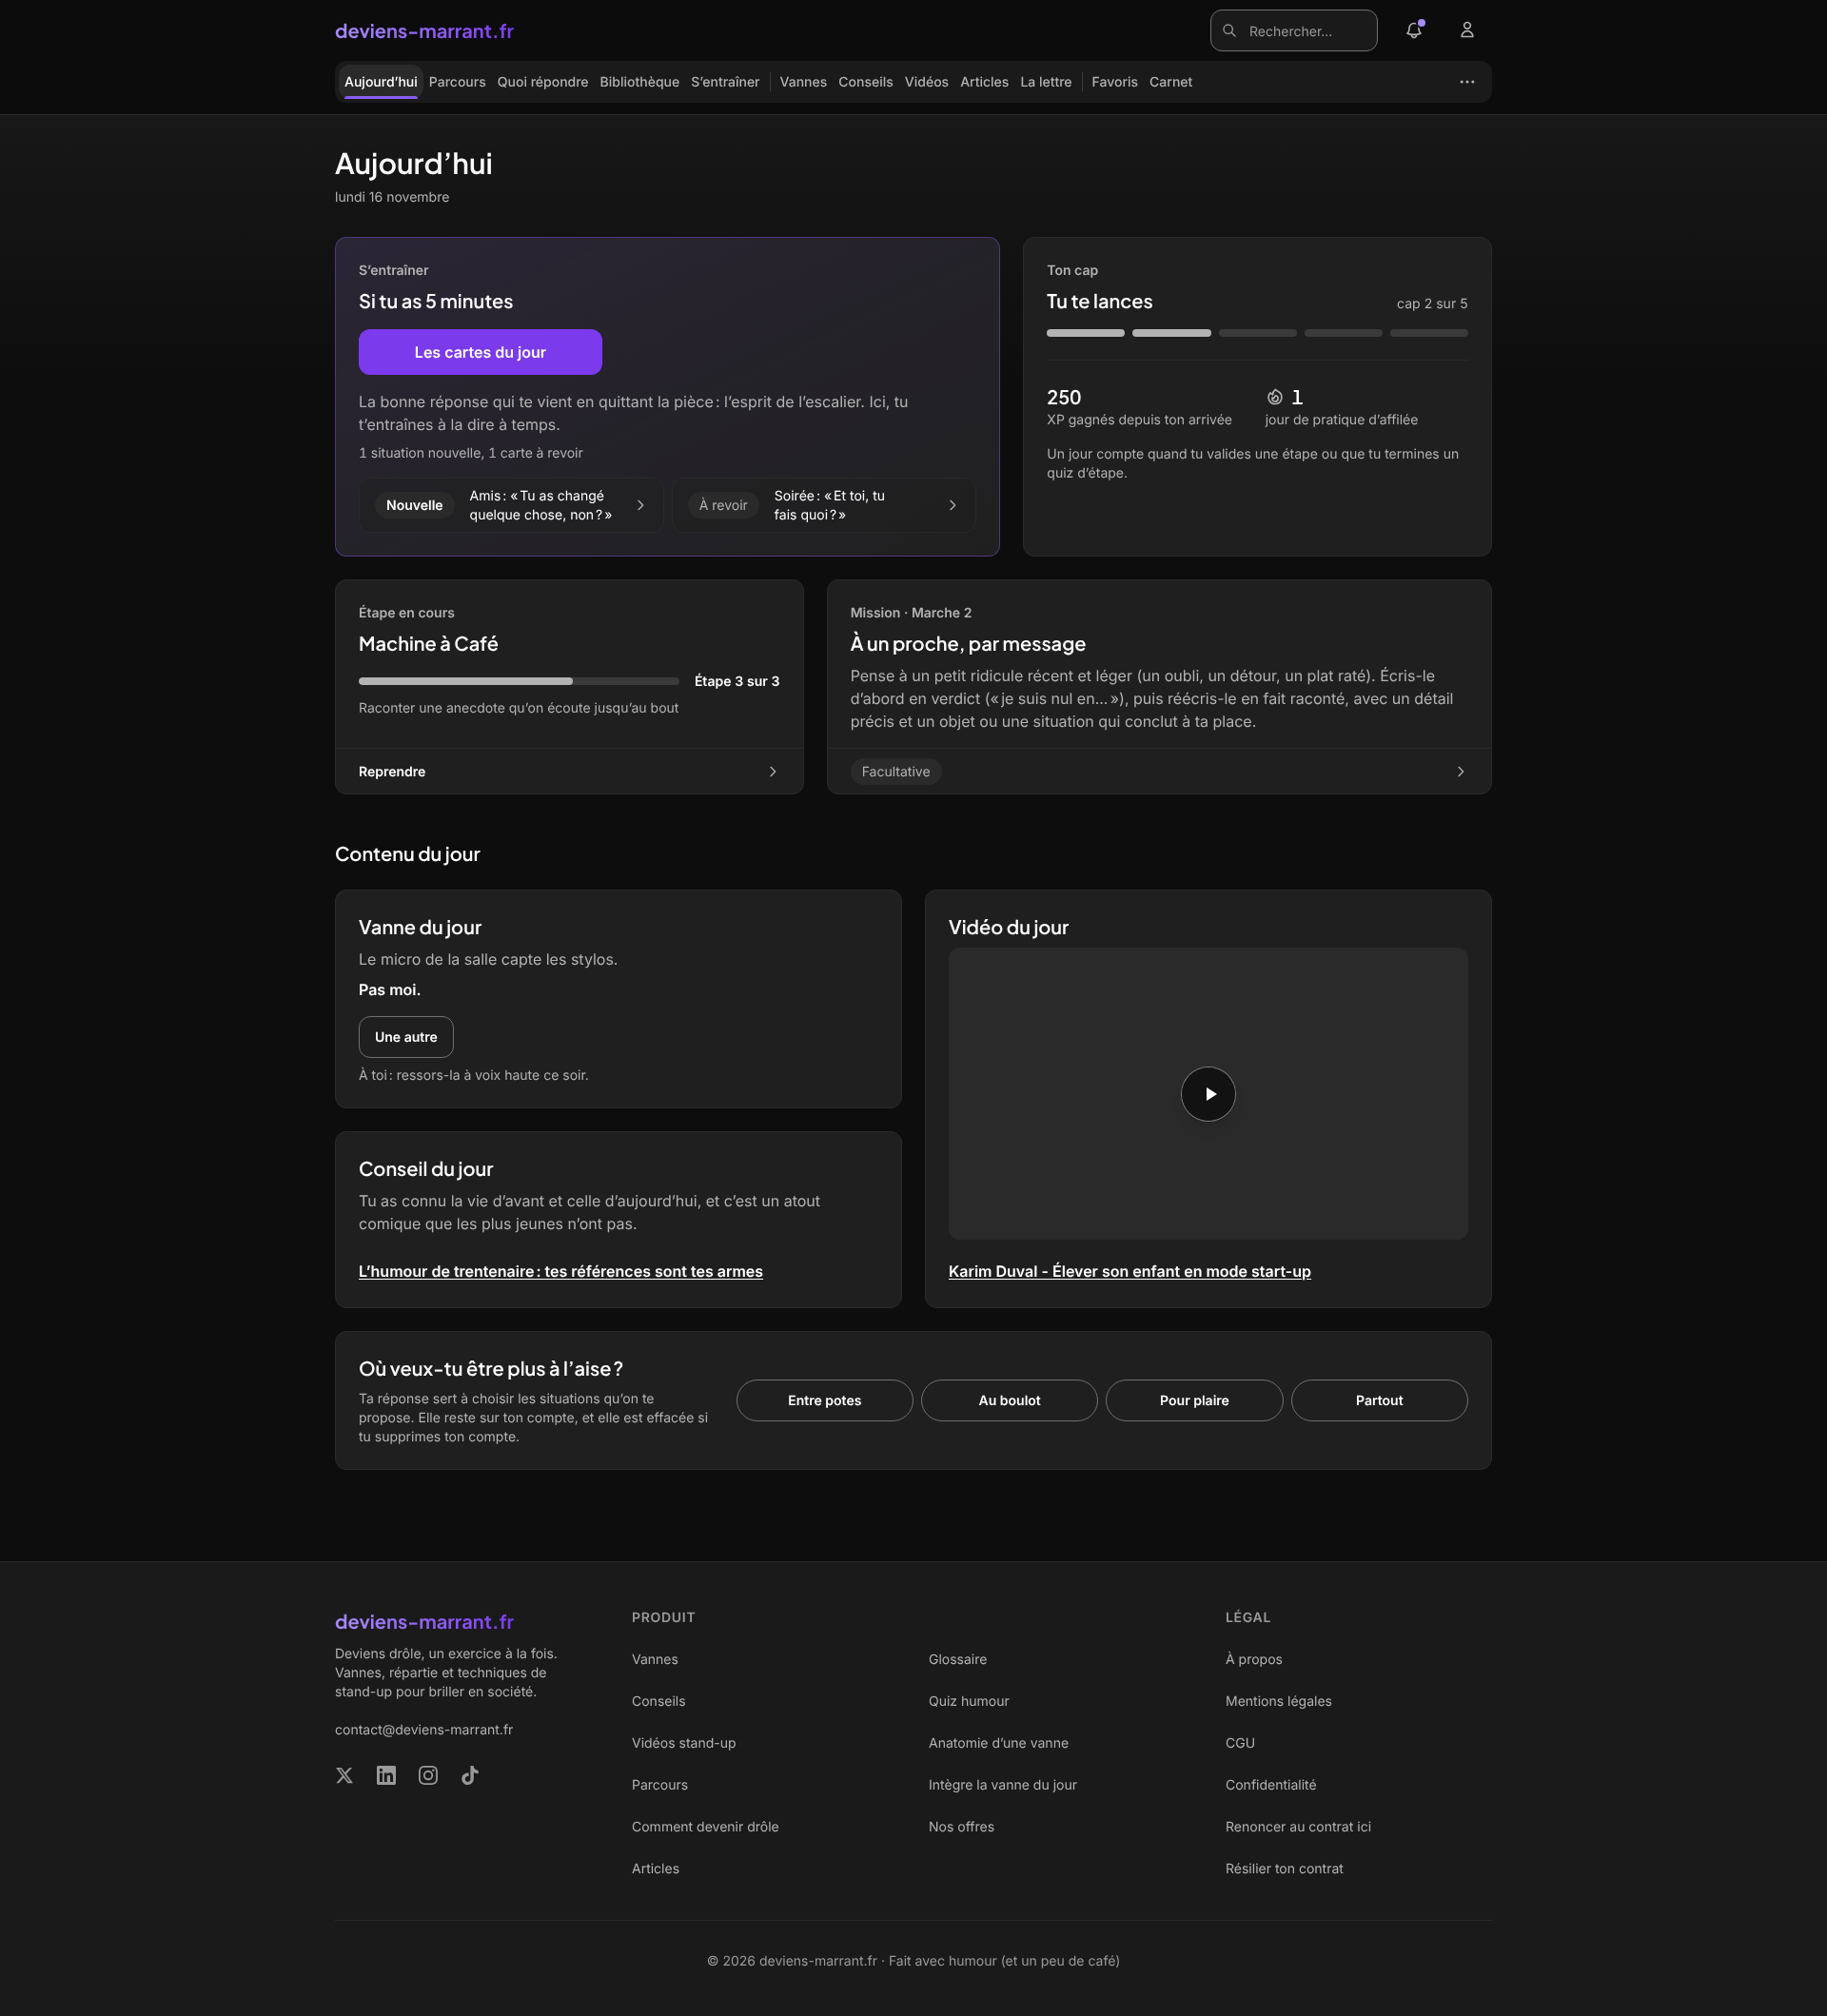 deviens-marrant.fr
Rechercher...
Aujourd’hui Parcours Quoi répondre Bibliothèque S’entraîner Vannes Conseils Vidéos Articles La lettre Favoris Carnet
Aujourd’hui
lundi 16 novembre
S’entraîner
Si tu as 5 minutes
Les cartes du jour
La bonne réponse qui te vient en quittant la pièce : l’esprit de l’escalier. Ici, tu
t’entraînes à la dire à temps.
1 situation nouvelle, 1 carte à revoir
Nouvelle
Amis : « Tu as changé
quelque chose, non ? »
À revoir
Soirée : « Et toi, tu
fais quoi ? »
Ton cap
Tu te lances
cap 2 sur 5
250
XP gagnés depuis ton arrivée
1
jour de pratique d’affilée
Un jour compte quand tu valides une étape ou que tu termines un
quiz d’étape.
Étape en cours
Machine à Café
Étape 3 sur 3
Raconter une anecdote qu’on écoute jusqu’au bout
Reprendre
Mission · Marche 2
À un proche, par message
Pense à un petit ridicule récent et léger (un oubli, un détour, un plat raté). Écris-le
d’abord en verdict (« je suis nul en… »), puis réécris-le en fait raconté, avec un détail
précis et un objet ou une situation qui conclut à ta place.
Facultative
Contenu du jour
Vanne du jour
Le micro de la salle capte les stylos.
Pas moi.
Une autre
À toi : ressors-la à voix haute ce soir.
Conseil du jour
Tu as connu la vie d’avant et celle d’aujourd’hui, et c’est un atout
comique que les plus jeunes n’ont pas.
L’humour de trentenaire : tes références sont tes armes
Vidéo du jour
Karim Duval - Élever son enfant en mode start-up
Où veux-tu être plus à l’aise ?
Ta réponse sert à choisir les situations qu’on te
propose. Elle reste sur ton compte, et elle est effacée si
tu supprimes ton compte.
Entre potes
Au boulot
Pour plaire
Partout
deviens-marrant.fr
Deviens drôle, un exercice à la fois.
Vannes, répartie et techniques de
stand-up pour briller en société.
contact@deviens-marrant.fr
PRODUIT
Vannes
Conseils
Vidéos stand-up
Parcours
Comment devenir drôle
Articles
Glossaire
Quiz humour
Anatomie d’une vanne
Intègre la vanne du jour
Nos offres
LÉGAL
À propos
Mentions légales
CGU
Confidentialité
Renoncer au contrat ici
Résilier ton contrat
© 2026 deviens-marrant.fr · Fait avec humour (et un peu de café)